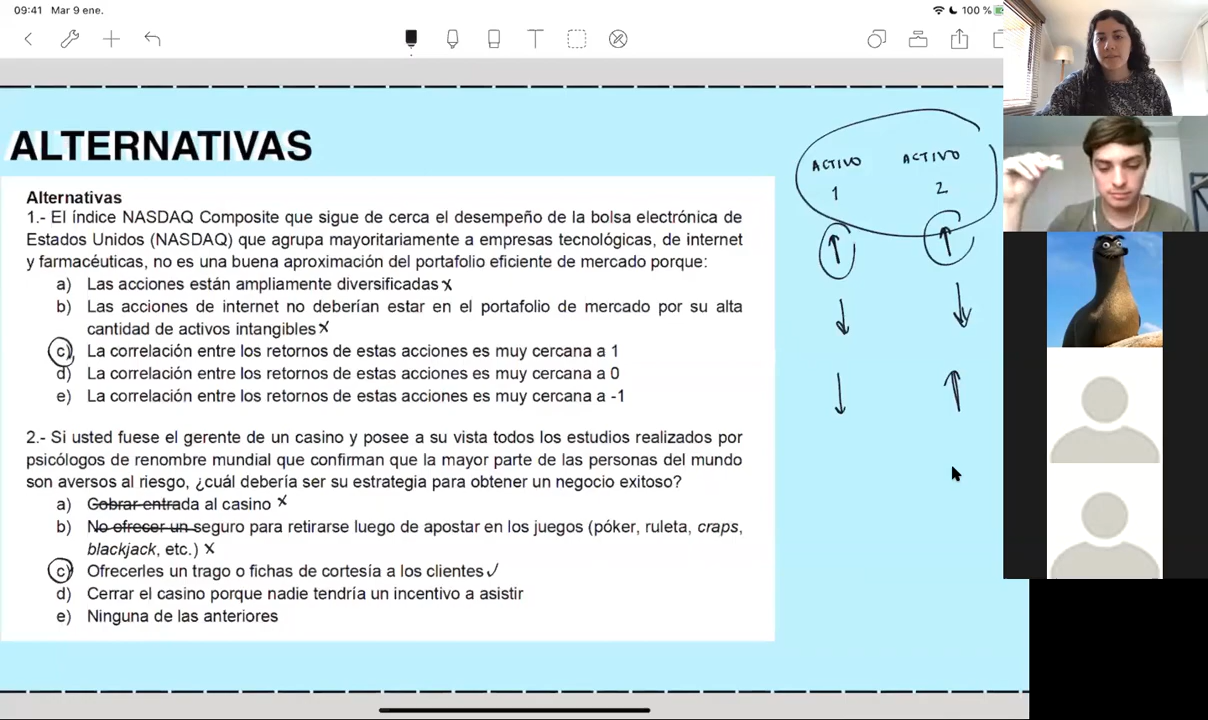 09:41 Mar 9 ene.
100 %
ALTERNATIVAS
Alternativas
1.- El índice NASDAQ Composite que sigue de cerca el desempeño de la bolsa electrónica de
Estados Unidos (NASDAQ) que agrupa mayoritariamente a empresas tecnológicas, de internet
y farmacéuticas, no es una buena aproximación del portafolio eficiente de mercado porque:
a) Las acciones están ampliamente diversificadas x
b) Las acciones de internet no deberían estar en el portafolio de mercado por su alta
cantidad de activos intangibles x
c) La correlación entre los retornos de estas acciones es muy cercana a 1
d) La correlación entre los retornos de estas acciones es muy cercana a 0
e) La correlación entre los retornos de estas acciones es muy cercana a -1
2.- Si usted fuese el gerente de un casino y posee a su vista todos los estudios realizados por
psicólogos de renombre mundial que confirman que la mayor parte de las personas del mundo
son aversos al riesgo, ¿cuál debería ser su estrategia para obtener un negocio exitoso?
a) Cobrar entrada al casino x
b) No ofrecer un seguro para retirarse luego de apostar en los juegos (póker, ruleta, craps,
blackjack, etc.) x
c) Ofrecerles un trago o fichas de cortesía a los clientes ✓
d) Cerrar el casino porque nadie tendría un incentivo a asistir
e) Ninguna de las anteriores
ACTIVO ACTIVO
1 2
↑ ↑
↓ ↓
↓ ↑